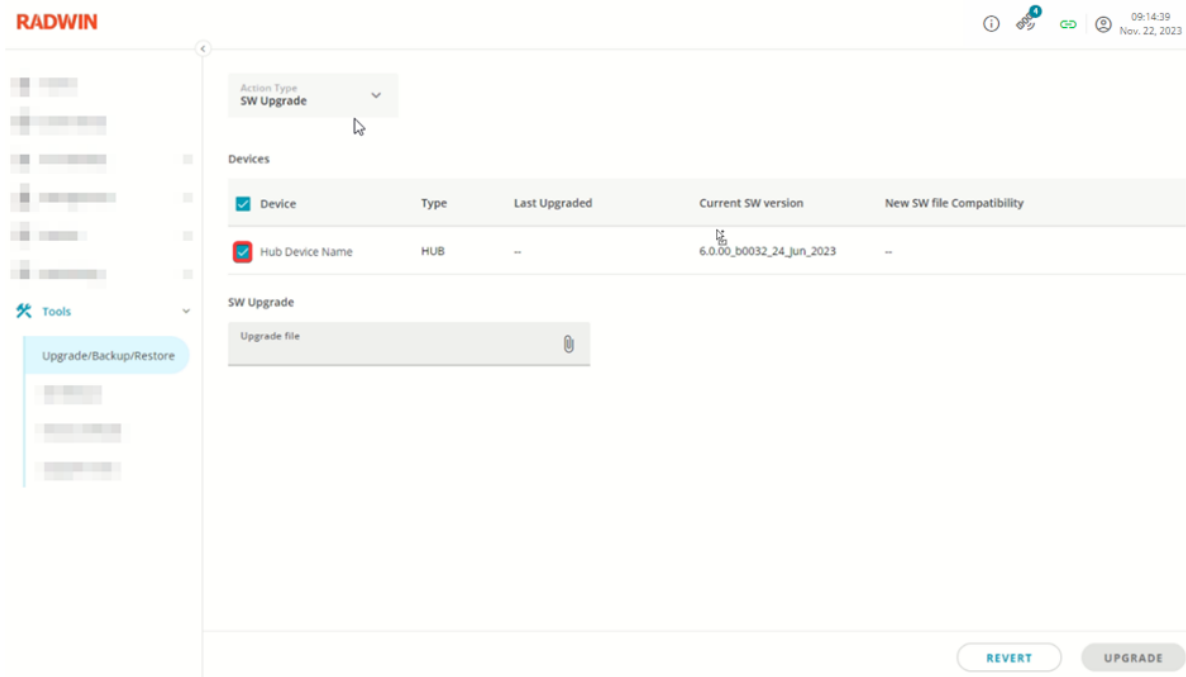 RADWIN
4
09:14:39
Nov. 22, 2023
Action Type
SW Upgrade
Devices
Device Type Last Upgraded Current SW version New SW file Compatibility
Hub Device Name HUB -- 6.0.00_b0032_24_Jun_2023 --
Tools
SW Upgrade
Upgrade file
Upgrade/Backup/Restore
REVERT UPGRADE